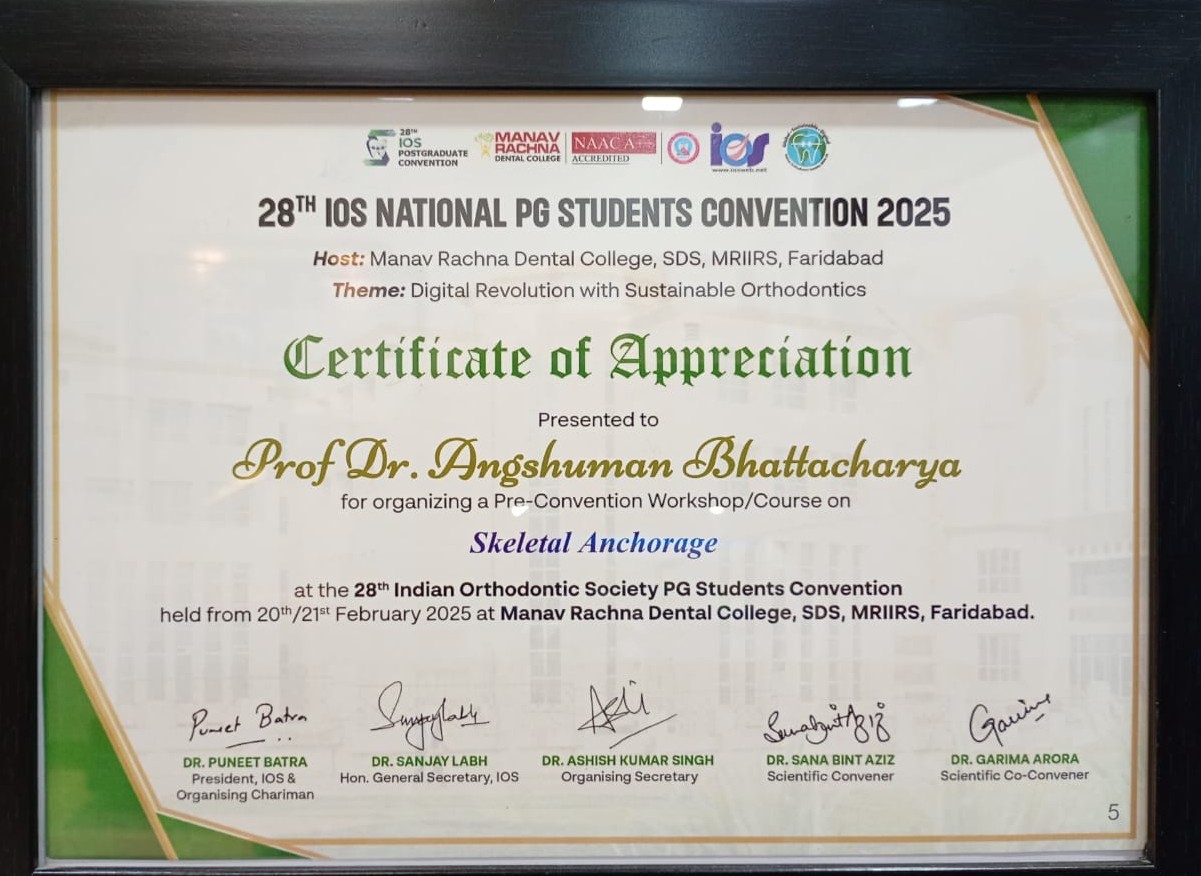 28TH
IOS
POSTGRADUATE
CONVENTION
MANAV
RACHNA
DENTAL COLLEGE
NAAC A++
ACCREDITED
ios
www.iosweb.net
28TH IOS NATIONAL PG STUDENTS CONVENTION 2025
Host: Manav Rachna Dental College, SDS, MRIIRS, Faridabad
Theme: Digital Revolution with Sustainable Orthodontics
Certificate of Appreciation
Presented to
Prof Dr. Angshuman Bhattacharya
for organizing a Pre-Convention Workshop/Course on
Skeletal Anchorage
at the 28th Indian Orthodontic Society PG Students Convention
held from 20th/21st February 2025 at Manav Rachna Dental College, SDS, MRIIRS, Faridabad.
Puneet Batra
DR. PUNEET BATRA
President, IOS &
Organising Chariman
DR. SANJAY LABH
Hon. General Secretary, IOS
DR. ASHISH KUMAR SINGH
Organising Secretary
DR. SANA BINT AZIZ
Scientific Convener
DR. GARIMA ARORA
Scientific Co-Convener
5